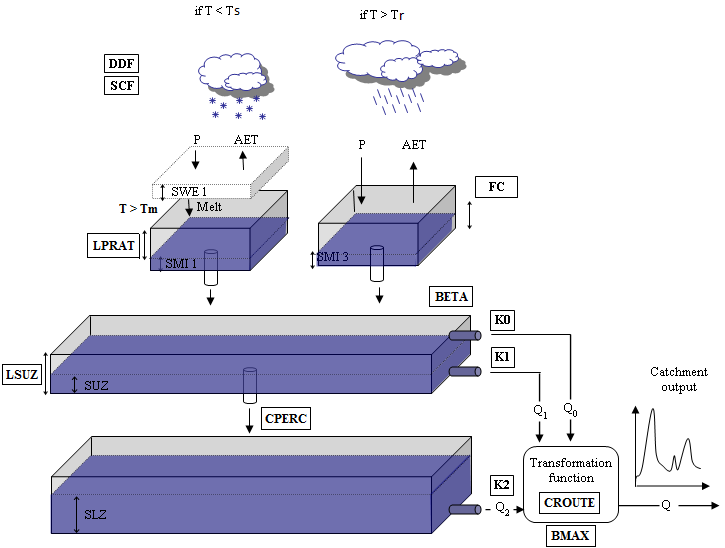 if T < Ts
if T > Tr
DDF
SCF
P
AET
P
AET
SWE 1
FC
T > Tm
Melt
LPRAT
SMI 1
SMI 3
BETA
K0
K1
LSUZ
SUZ
Catchment
output
CPERC
Q1
Q0
Transformation
function
K2
SLZ
Q2
CROUTE
Q
BMAX